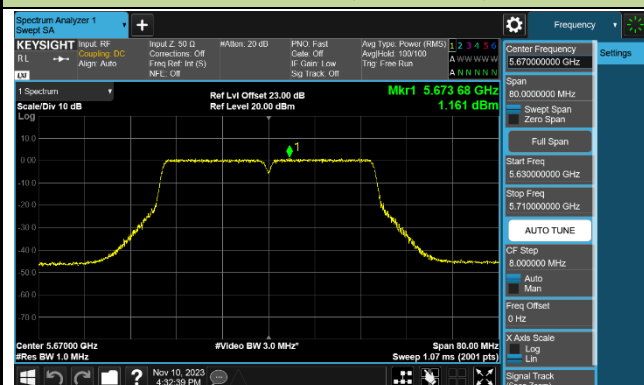 Spectrum Analyzer 1
Swept SA
Frequency
KEYSIGHT
RL
LXI
Input: RF
Coupling: DC
Align: Auto
Input Z: 50 Ω
Corrections: Off
Freq Ref: Int (S)
NFE: Off
#Atten: 20 dB
PNO: Fast
Gate: Off
IF Gain: Low
Sig Track: Off
Avg Type: Power (RMS)
Avg|Hold: 100/100
Trig: Free Run
1 2 3 4 5 6
A W W W W W
A N N N N N
Center Frequency
5.670000000 GHz
Settings
Span
80.0000000 MHz
Swept Span
Zero Span
Full Span
Start Freq
5.630000000 GHz
Stop Freq
5.710000000 GHz
AUTO TUNE
CF Step
8.000000 MHz
Auto
Man
Freq Offset
0 Hz
X Axis Scale
Log
Lin
Signal Track
(Span Zoom)
1 Spectrum
Scale/Div 10 dB
Log
Ref Lvl Offset 23.00 dB
Ref Level 20.00 dBm
Mkr1 5.673 68 GHz
1.161 dBm
1
10.0
0.00
-10.0
-20.0
-30.0
-40.0
-50.0
-60.0
-70.0
Center 5.67000 GHz
#Res BW 1.0 MHz
#Video BW 3.0 MHz*
Span 80.00 MHz
Sweep 1.07 ms (2001 pts)
?
Nov 10, 2023
4:32:39 PM